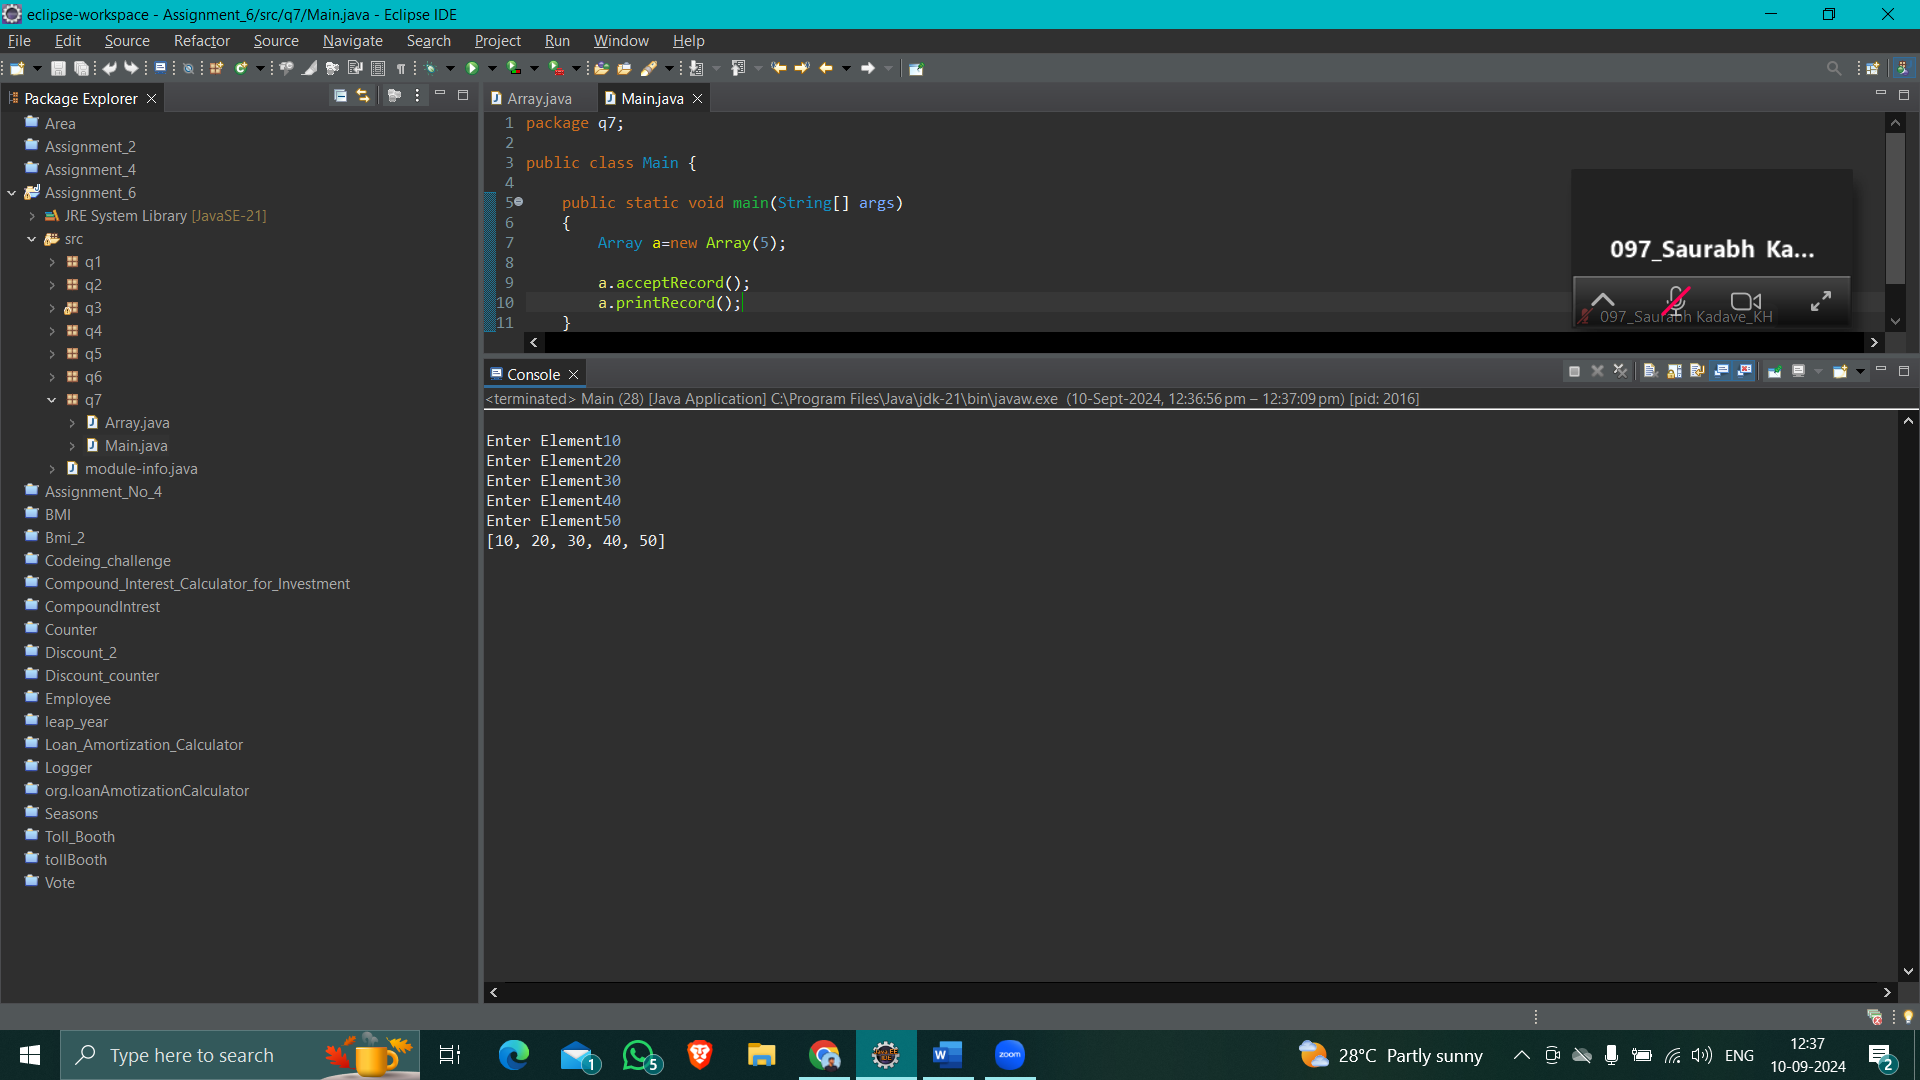 eclipse-workspace - Assignment_6/src/q7/Main.java - Eclipse IDE
File Edit Source Refactor Source Navigate Search Project Run Window Help
Package Explorer
Area
Assignment_2
Assignment_4
Assignment_6
JRE System Library [JavaSE-21]
src
q1
q2
q3
q4
q5
q6
q7
Array.java
Main.java
module-info.java
Assignment_No_4
BMI
Bmi_2
Codeing_challenge
Compound_Interest_Calculator_for_Investment
CompoundIntrest
Counter
Discount_2
Discount_counter
Employee
leap_year
Loan_Amortization_Calculator
Logger
org.loanAmotizationCalculator
Seasons
Toll_Booth
tollBooth
Vote
Array.java Main.java
1 package q7;
2
3 public class Main {
4
5 public static void main(String[] args)
6 {
7 Array a=new Array(5);
8
9 a.acceptRecord();
10 a.printRecord();
11 }
097_Saurabh Ka...
097_Saurabh Kadave_KH
Console
<terminated> Main (28) [Java Application] C:\Program Files\Java\jdk-21\bin\javaw.exe (10-Sept-2024, 12:36:56 pm – 12:37:09 pm) [pid: 2016]
Enter Element10
Enter Element20
Enter Element30
Enter Element40
Enter Element50
[10, 20, 30, 40, 50]
Type here to search
1
5
W
zoom
28°C Partly sunny
ENG
12:37
10-09-2024
2